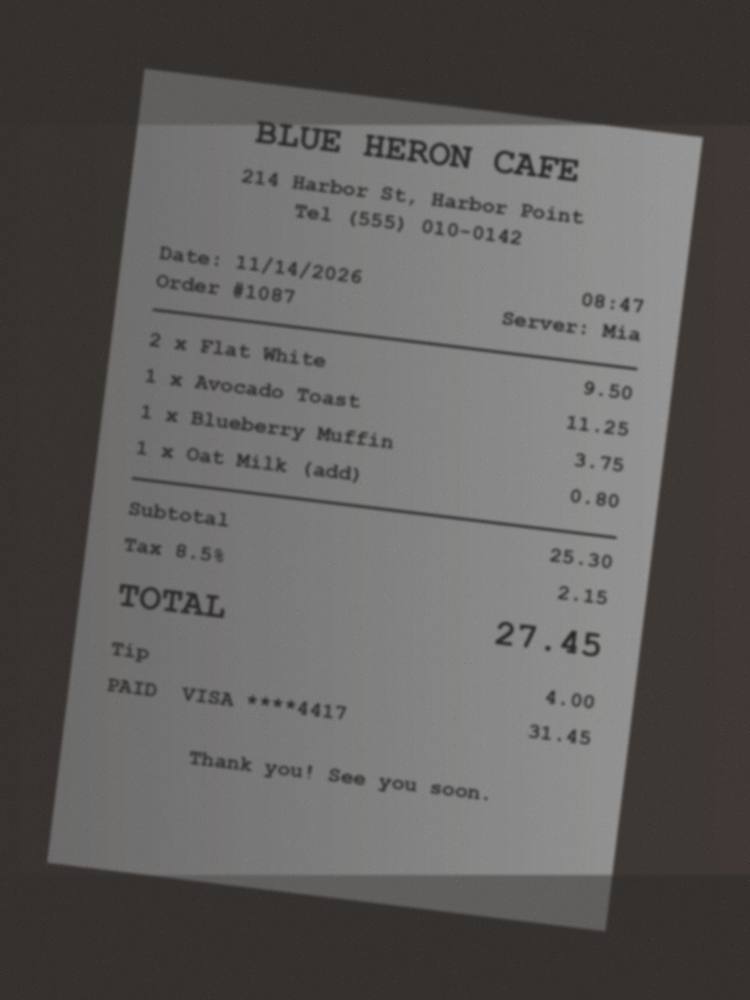 BLUE HERON CAFE
214 Harbor St, Harbor Point
Tel (555) 010-0142
Date: 11/14/2026 08:47
Order #1087 Server: Mia
2 x Flat White 9.50
1 x Avocado Toast 11.25
1 x Blueberry Muffin 3.75
1 x Oat Milk (add) 0.80
Subtotal 25.30
Tax 8.5% 2.15
TOTAL 27.45
Tip 4.00
PAID VISA ****4417 31.45
Thank you! See you soon.